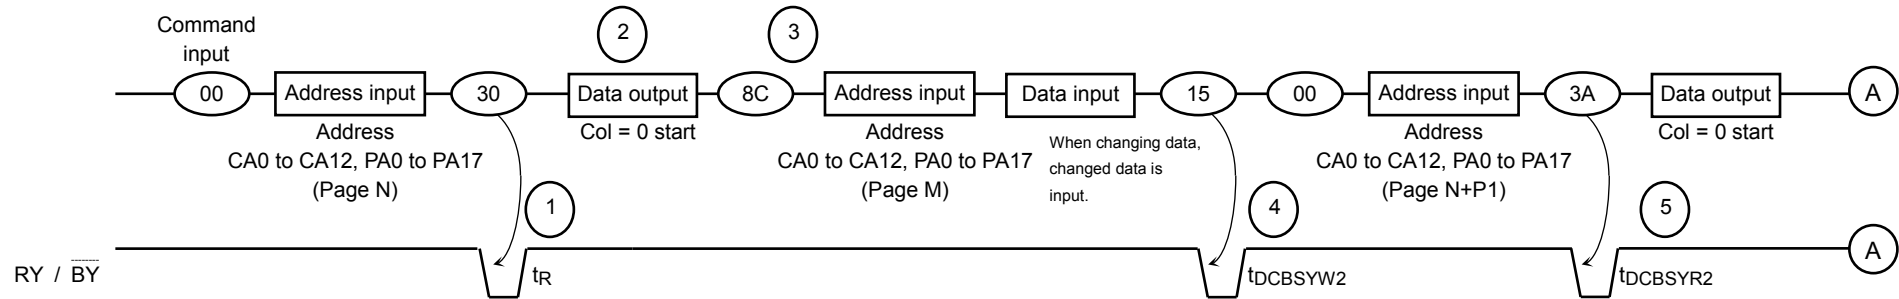 Command
input
2
3
00
Address input
30
Data output
8C
Address input
Data input
15
00
Address input
3A
Data output
A
Address
CA0 to CA12, PA0 to PA17
(Page N)
Col = 0 start
Address
CA0 to CA12, PA0 to PA17
(Page M)
When changing data,
changed data is
input.
Address
CA0 to CA12, PA0 to PA17
(Page N+P1)
Col = 0 start
1
4
5
RY / BY
tR
tDCBSYW2
tDCBSYR2
A